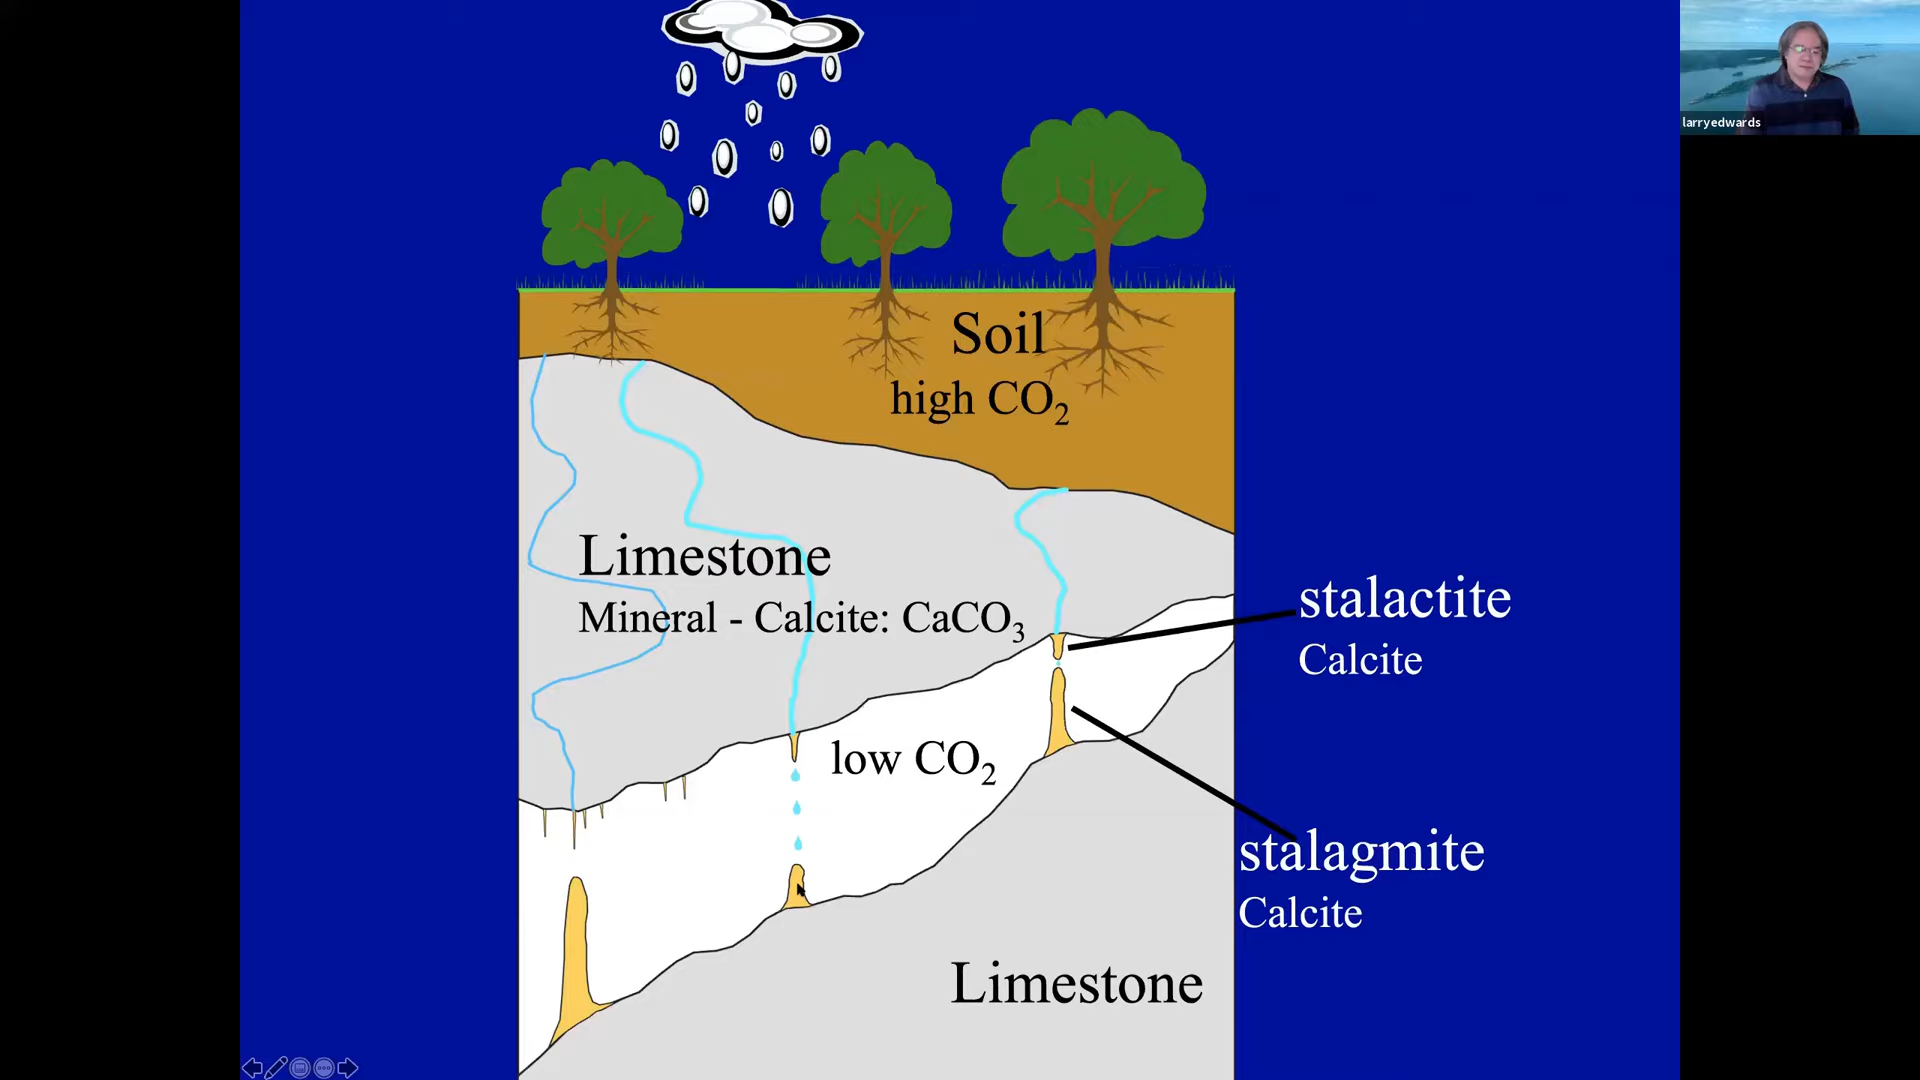 larryedwards
Soil
high CO₂
Limestone
Mineral - Calcite: CaCO₃
stalactite
Calcite
low CO₂
stalagmite
Calcite
Limestone